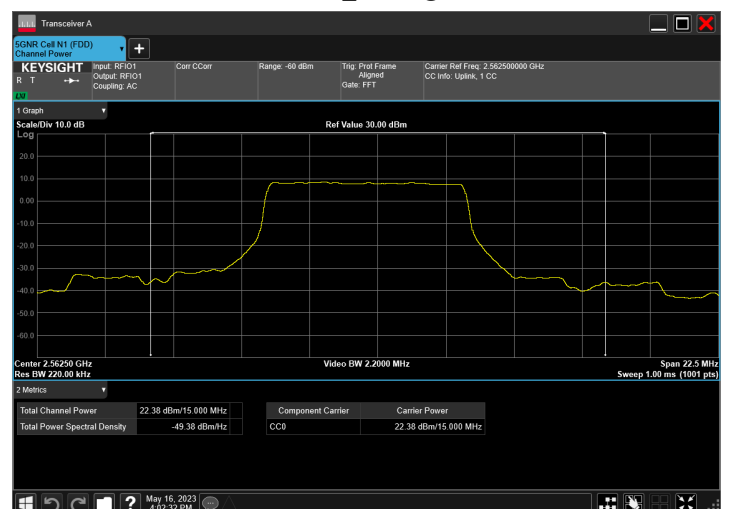 Transceiver A
5GNR Cell N1 (FDD)
Channel Power
KEYSIGHT
R T
LXI
Input: RFIO1
Output: RFIO1
Coupling: AC
Corr CCorr
Range: -60 dBm
Trig: Prot Frame
Aligned
Gate: FFT
Carrier Ref Freq: 2.562500000 GHz
CC Info: Uplink, 1 CC
1 Graph
Scale/Div 10.0 dB
Ref Value 30.00 dBm
Log
20.0
10.0
0.00
-10.0
-20.0
-30.0
-40.0
-50.0
-60.0
Center 2.56250 GHz
Video BW 2.2000 MHz
Span 22.5 MHz
Res BW 220.00 kHz
Sweep 1.00 ms (1001 pts)
2 Metrics
Total Channel Power 22.38 dBm/15.000 MHz
Total Power Spectral Density -49.38 dBm/Hz
Component Carrier Carrier Power
CC0 22.38 dBm/15.000 MHz
?
May 16, 2023
4:02:32 PM